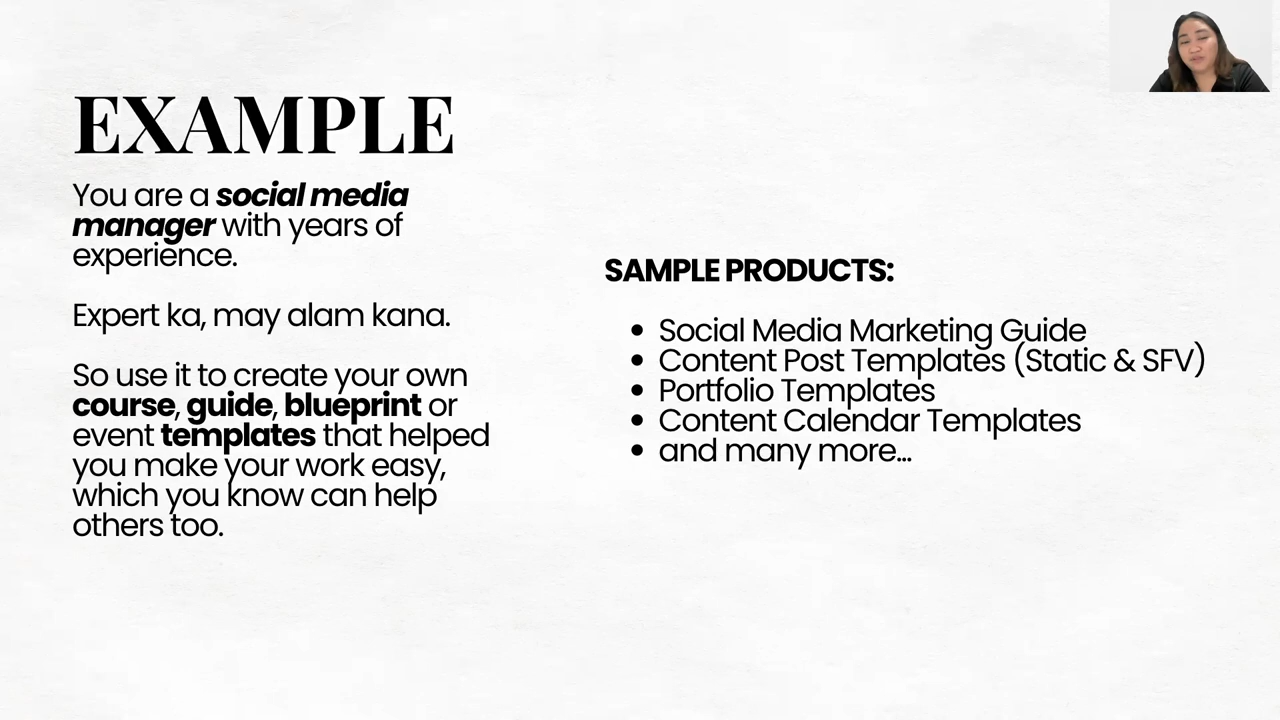 EXAMPLE
You are a social media
manager with years of
experience.
Expert ka, may alam kana.
So use it to create your own
course, guide, blueprint or
event templates that helped
you make your work easy,
which you know can help
others too.
SAMPLE PRODUCTS:
• Social Media Marketing Guide
• Content Post Templates (Static & SFV)
• Portfolio Templates
• Content Calendar Templates
• and many more...